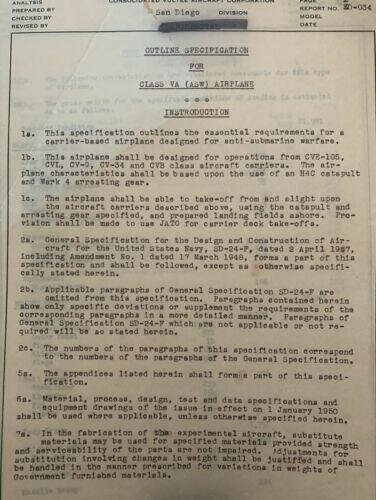 ANALYSIS
PREPARED BY
CHECKED BY
REVISED BY
CONSOLIDATED VULTEE AIRCRAFT CORPORATION
San Diego DIVISION
PAGE
REPORT NO. ZO-034
MODEL
DATE
OUTLINE SPECIFICATION
FOR
CLASS VA (ASW) AIRPLANE
* * *
INSTRODUCTION
1a. This specification outlines the essential requirements for a
carrier-based airplane designed for anti-submarine warfare.
1b. This airplane shall be designed for operations from CVE-105,
CVL, CV-9, CV-34 and CVB class aircraft carriers. The air-
plane characteristics shall be based upon the use of an H4C catapult
and Mark 4 arresting gear.
1c. The airplane shall be able to take-off from and alight upon
the aircraft carriers described above, using the catapult and
arresting gear specified, and prepared landing fields ashore. Pro-
vision shall be made to use JATO for carrier deck take-offs.
2a. General Specification for the Design and Construction of Air-
craft for the United States Navy, SD-24-F, dated 2 April 1947,
including Amendment No. 1 dated 17 March 1948, forms a part of this
specification and shall be followed, except as otherwise specifi-
cally stated herein.
2b. Applicable paragraphs of General Specification SD-24-F are
omitted from this specification. Paragraphs contained herein
show only specific deviations or supplement the requirements of the
corresponding paragraphs in a more detailed manner. Paragraphs of
General Specification SD-24-F which are not applicable or not re-
quired will be so stated herein.
2c. The numbers of the paragraphs of this specification correspond
to the numbers of the paragraphs of the General Specification.
5a. The appendices listed herein shall form a part of this speci-
fication.
6a. Material, process, design, test and data specifications and
equipment drawings of the issue in effect on 1 January 1950
shall be used where applicable, unless otherwise specified herein.
7a. In the fabrication of the experimental aircraft, substitute
materials may be used for specified materials provided strength
and serviceability of the parts are not impaired. Adjustments for
substitution involving changes in weight shall be justified and shall
be handled in the manner prescribed for variations in weights of
Government furnished materials.